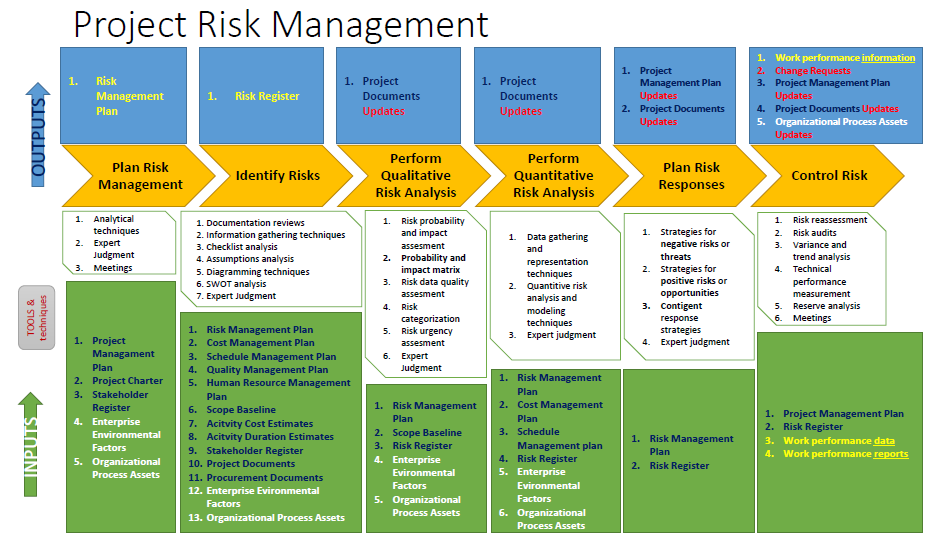 Project Risk Management
OUTPUTS
1. Risk
Management
Plan
1. Risk Register
1. Project
Documents
Updates
1. Project
Documents
Updates
1. Project
Management Plan
Updates
2. Project Documents
Updates
1. Work performance information
2. Change Requests
3. Project Management Plan
Updates
4. Project Documents Updates
5. Organizational Process Assets
Updates
Plan Risk
Management
Identify Risks
Perform
Qualitative
Risk Analysis
Perform
Quantitative
Risk Analysis
Plan Risk
Responses
Control Risk
TOOLS &
techniques
1. Analytical
techniques
2. Expert
Judgment
3. Meetings
1. Documentation reviews
2. Information gathering techniques
3. Checklist analysis
4. Assumptions analysis
5. Diagramming techniques
6. SWOT analysis
7. Expert Judgment
1. Risk probability
and impact
assesment
2. Probability and
impact matrix
3. Risk data quality
assesment
4. Risk
categorization
5. Risk urgency
assesment
6. Expert
Judgment
1. Data gathering
and
representation
techniques
2. Quantitive risk
analysis and
modeling
techniques
3. Expert judgment
1. Strategies for
negative risks or
threats
2. Strategies for
positive risks or
opportunities
3. Contigent
response
strategies
4. Expert judgment
1. Risk reassessment
2. Risk audits
3. Variance and
trend analysis
4. Technical
performance
measurement
5. Reserve analysis
6. Meetings
INPUTS
1. Project
Managament
Plan
2. Project Charter
3. Stakeholder
Register
4. Enterprise
Environmental
Factors
5. Organizational
Process Assets
1. Risk Management Plan
2. Cost Management Plan
3. Schedule Management Plan
4. Quality Management Plan
5. Human Resource Management
Plan
6. Scope Baseline
7. Acitvity Cost Estimates
8. Acitvity Duration Estimates
9. Stakeholder Register
10. Project Documents
11. Procurement Documents
12. Enterprise Evironmental
Factors
13. Organizational Process Assets
1. Risk Management
Plan
2. Scope Baseline
3. Risk Register
4. Enterprise
Evironmental
Factors
5. Organizational
Process Assets
1. Risk Management
Plan
2. Cost Management
Plan
3. Schedule
Management plan
4. Risk Register
5. Enterprise
Evironmental
Factors
6. Organizational
Process Assets
1. Risk Management
Plan
2. Risk Register
1. Project Management Plan
2. Risk Register
3. Work performance data
4. Work performance reports